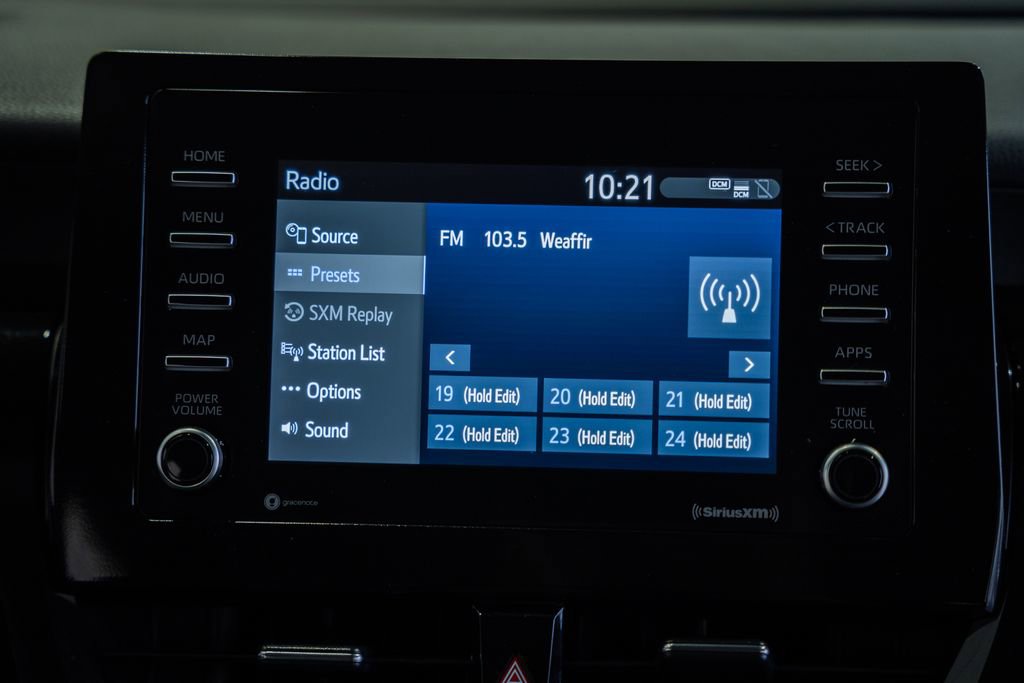 HOME
MENU
AUDIO
MAP
POWER
VOLUME
Radio
10:21
DCM
DCM
Source
Presets
SXM Replay
Station List
Options
Sound
FM 103.5 Weaffir
<
>
19 (Hold Edit) 20 (Hold Edit) 21 (Hold Edit)
22 (Hold Edit) 23 (Hold Edit) 24 (Hold Edit)
SEEK >
< TRACK
PHONE
APPS
TUNE
SCROLL
gracenote
SiriusXM